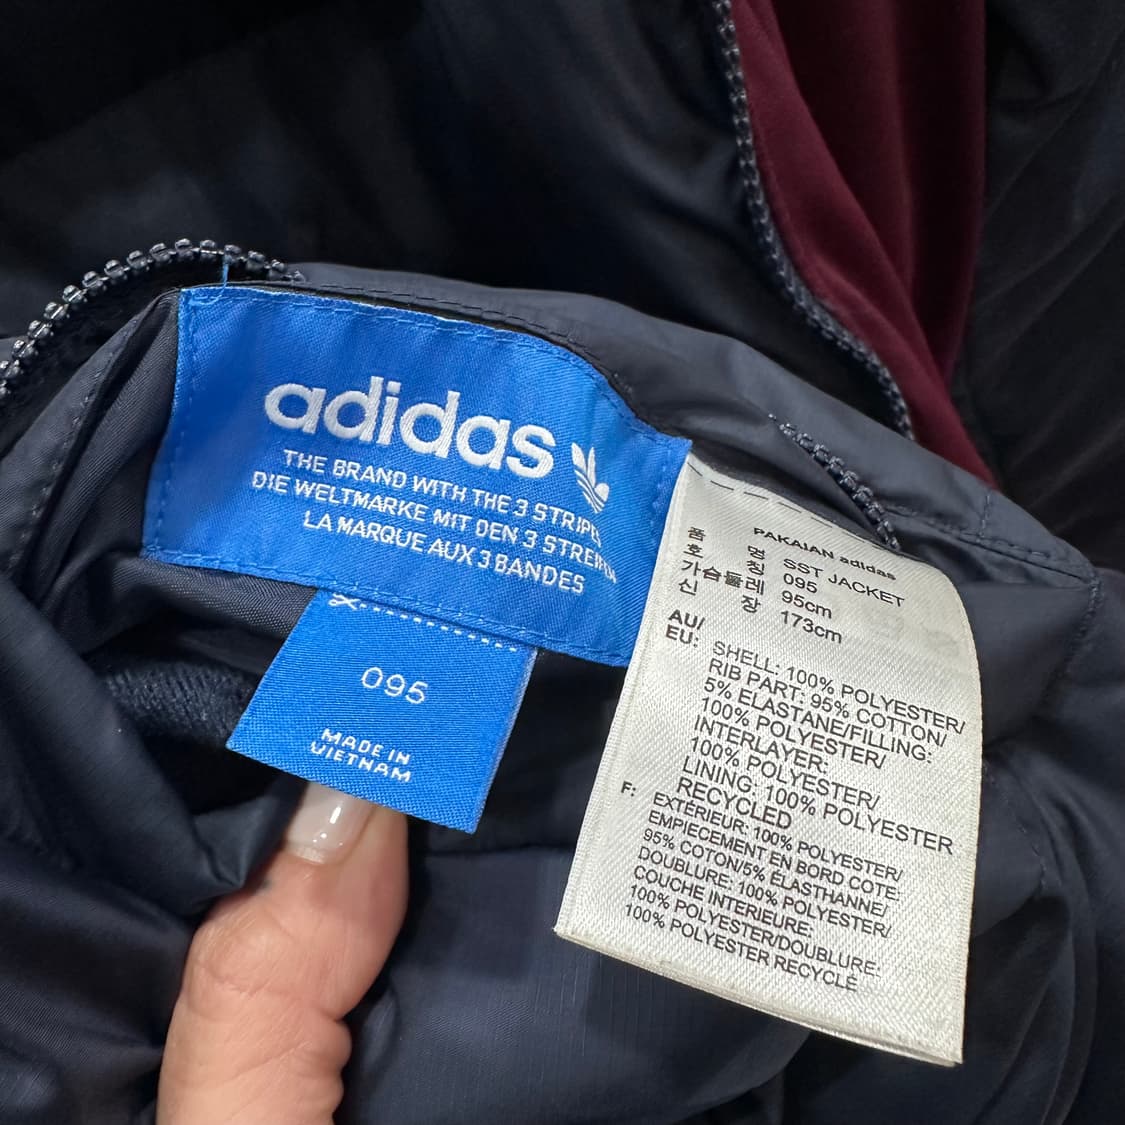 adidas
THE BRAND WITH THE 3 STRIPES
DIE WELTMARKE MIT DEN 3 STREIFEN
LA MARQUE AUX 3 BANDES
095
MADE IN
VIETNAM
PAKAIAN adidas
품 명 SST JACKET
호 칭 095
가슴둘레 95cm
신 장 173cm
AU/
EU: SHELL: 100% POLYESTER/
RIB PART: 95% COTTON/
5% ELASTANE/FILLING:
100% POLYESTER/
INTERLAYER:
100% POLYESTER/
LINING: 100% POLYESTER
RECYCLED
F: EXTÉRIEUR: 100% POLYESTER/
EMPIECEMENT EN BORD COTE:
95% COTON/5% ÉLASTHANNE/
DOUBLURE: 100% POLYESTER/
COUCHE INTERIEURE:
100% POLYESTER/DOUBLURE:
100% POLYESTER RECYCLÉ